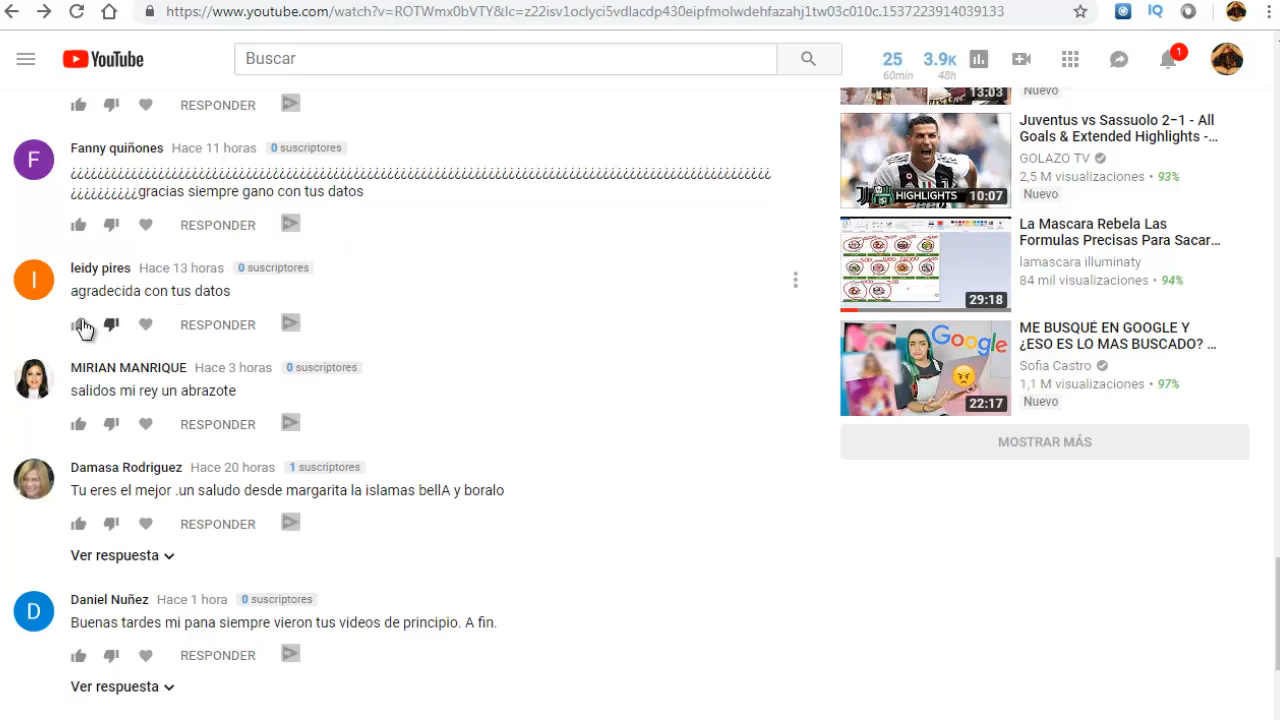 https://www.youtube.com/watch?v=ROTWmx0bVTY&lC=z22isv1oclyci5vdlacdp430eipfmolwdehfazahj1tw03c010c.1537223914039133
IQ
YouTube
Buscar
25
60min
3.9K
48h
1
RESPONDER
Fanny quiñones Hace 11 horas 0 suscriptores
¿¿¿¿¿¿¿¿¿¿gracias siempre gano con tus datos
RESPONDER
I
leidy pires Hace 13 horas 0 suscriptores
agradecida con tus datos
RESPONDER
MIRIAN MANRIQUE Hace 3 horas 0 suscriptores
salidos mi rey un abrazote
RESPONDER
Damasa Rodriguez Hace 20 horas 1 suscriptores
Tu eres el mejor .un saludo desde margarita la islamas bellA y boralo
RESPONDER
Ver respuesta
D
Daniel Nuñez Hace 1 hora 0 suscriptores
Buenas tardes mi pana siempre vieron tus videos de principio. A fin.
RESPONDER
Ver respuesta
F
13:03
Nuevo
HIGHLIGHTS
10:07
Juventus vs Sassuolo 2-1 - All
Goals & Extended Highlights -...
GOLAZO TV
2,5 M visualizaciones • 93%
Nuevo
29:18
La Mascara Rebela Las
Formulas Precisas Para Sacar...
lamascara illuminaty
84 mil visualizaciones • 94%
Google
22:17
ME BUSQUÉ EN GOOGLE Y
¿ESO ES LO MAS BUSCADO? ...
Sofia Castro
1,1 M visualizaciones • 97%
Nuevo
MOSTRAR MÁS